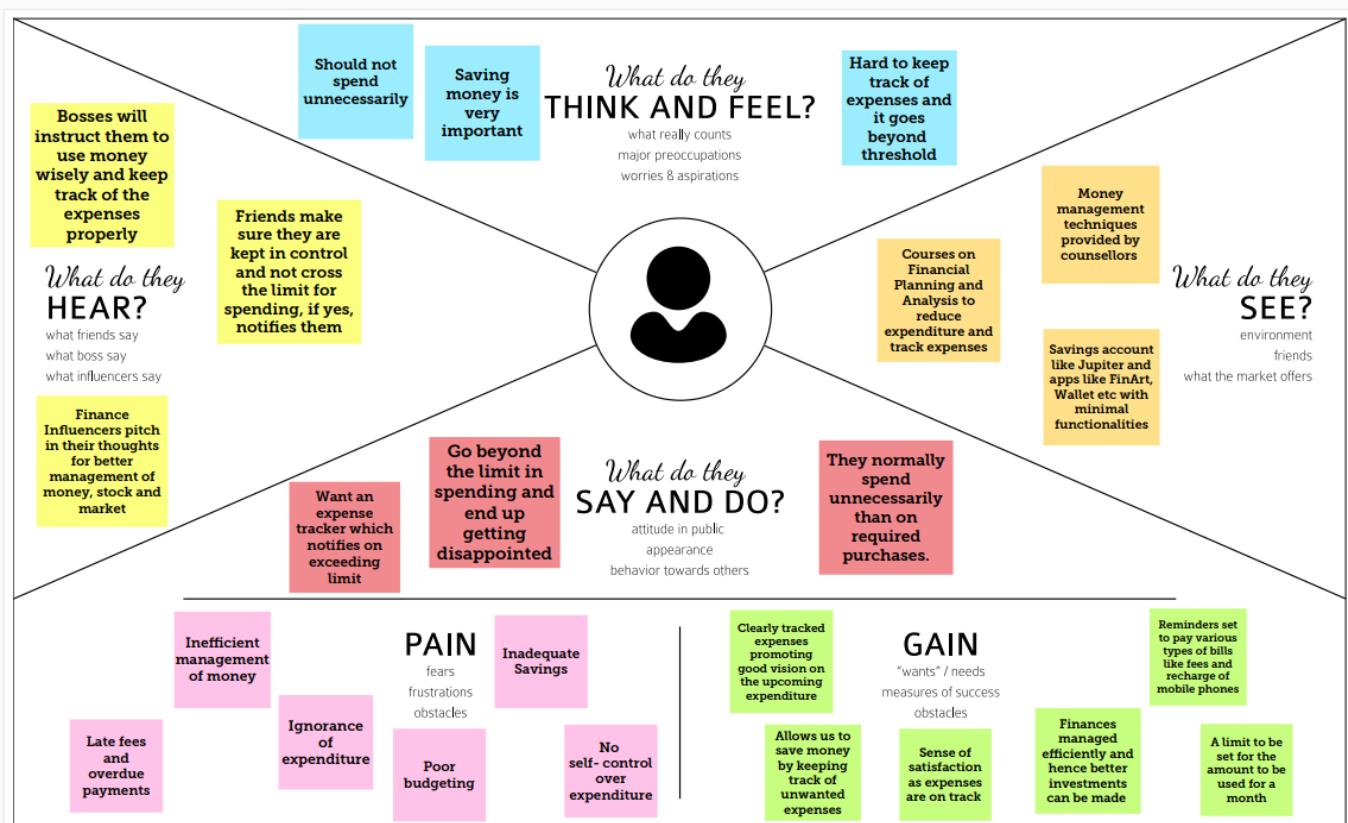 Should not
spend
unnecessarily
Saving
money is
very
important
What do they
THINK AND FEEL?
what really counts
major preoccupations
worries & aspirations
Hard to keep
track of
expenses and
it goes
beyond
threshold
Bosses will
instruct them to
use money
wisely and keep
track of the
expenses
properly
Friends make
sure they are
kept in control
and not cross
the limit for
spending, if yes,
notifies them
What do they
HEAR?
what friends say
what boss say
what influencers say
Finance
Influencers pitch
in their thoughts
for better
management of
money, stock and
market
Money
management
techniques
provided by
counsellors
Courses on
Financial
Planning and
Analysis to
reduce
expenditure and
track expenses
What do they
SEE?
environment
friends
what the market offers
Savings account
like Jupiter and
apps like FinArt,
Wallet etc with
minimal
functionalities
Want an
expense
tracker which
notifies on
exceeding
limit
Go beyond
the limit in
spending and
end up
getting
disappointed
What do they
SAY AND DO?
attitude in public
appearance
behavior towards others
They normally
spend
unnecessarily
than on
required
purchases.
Inefficient
management
of money
PAIN
fears
frustrations
obstacles
Inadequate
Savings
Late fees
and
overdue
payments
Ignorance
of
expenditure
Poor
budgeting
No
self- control
over
expenditure
Clearly tracked
expenses
promoting
good vision on
the upcoming
expenditure
GAIN
"wants" / needs
measures of success
obstacles
Reminders set
to pay various
types of bills
like fees and
recharge of
mobile phones
Allows us to
save money
by keeping
track of
unwanted
expenses
Sense of
satisfaction
as expenses
are on track
Finances
managed
efficiently and
hence better
investments
can be made
A limit to be
set for the
amount to be
used for a
month